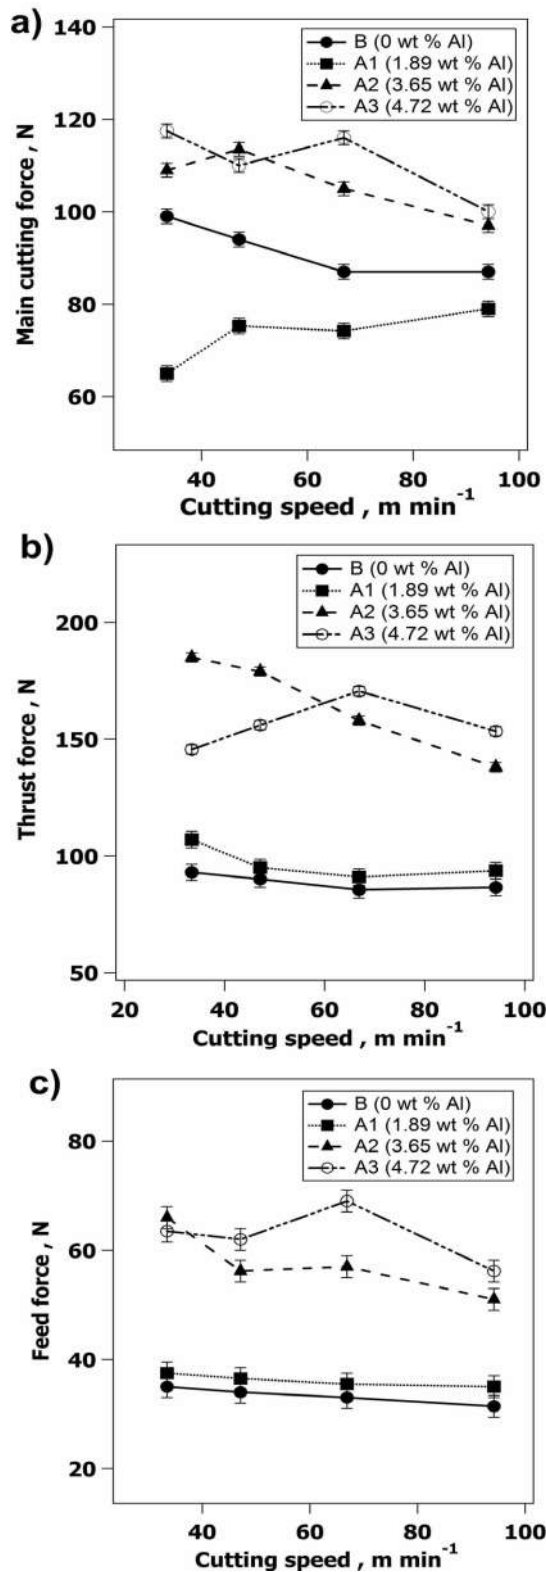 a)
140
120
100
80
60
Main cutting force , N
B (0 wt % Al)
A1 (1.89 wt % Al)
A2 (3.65 wt % Al)
A3 (4.72 wt % Al)
40 60 80 100
Cutting speed , m min⁻¹
b)
200
150
100
50
Thrust force , N
B (0 wt % Al)
A1 (1.89 wt % Al)
A2 (3.65 wt % Al)
A3 (4.72 wt % Al)
20 40 60 80 100
Cutting speed , m min⁻¹
c)
80
60
40
20
Feed force , N
B (0 wt % Al)
A1 (1.89 wt % Al)
A2 (3.65 wt % Al)
A3 (4.72 wt % Al)
40 60 80 100
Cutting speed , m min⁻¹